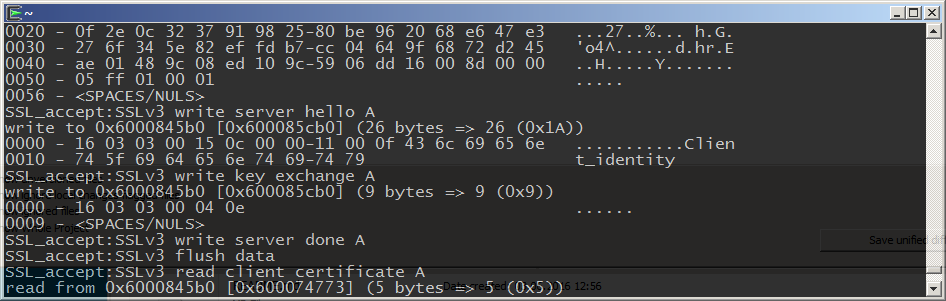 ~
0020 - 0f 2e 0c 32 37 91 98 25-80 be 96 20 68 e6 47 e3   ...27..%... h.G.
0030 - 27 6f 34 5e 82 ef fd b7-cc 04 64 9f 68 72 d2 45   'o4^......d.hr.E
0040 - ae 01 48 9c 08 ed 10 9c-59 06 dd 16 00 8d 00 00   ..H.....Y.......
0050 - 05 ff 01 00 01   .....
0056 - <SPACES/NULS>
SSL_accept:SSLv3 write server hello A
write to 0x6000845b0 [0x600085cb0] (26 bytes => 26 (0x1A))
0000 - 16 03 03 00 15 0c 00 00-11 00 0f 43 6c 69 65 6e   ...........Clien
0010 - 74 5f 69 64 65 6e 74 69-74 79   t_identity
SSL_accept:SSLv3 write key exchange A
write to 0x6000845b0 [0x600085cb0] (9 bytes => 9 (0x9))
0000 - 16 03 03 00 04 0e   ......
0009 - <SPACES/NULS>
SSL_accept:SSLv3 write server done A
Save unified diff
SSL_accept:SSLv3 flush data
SSL_accept:SSLv3 read client certificate A
read from 0x6000845b0 [0x600074773] (5 bytes => 5 (0x5))